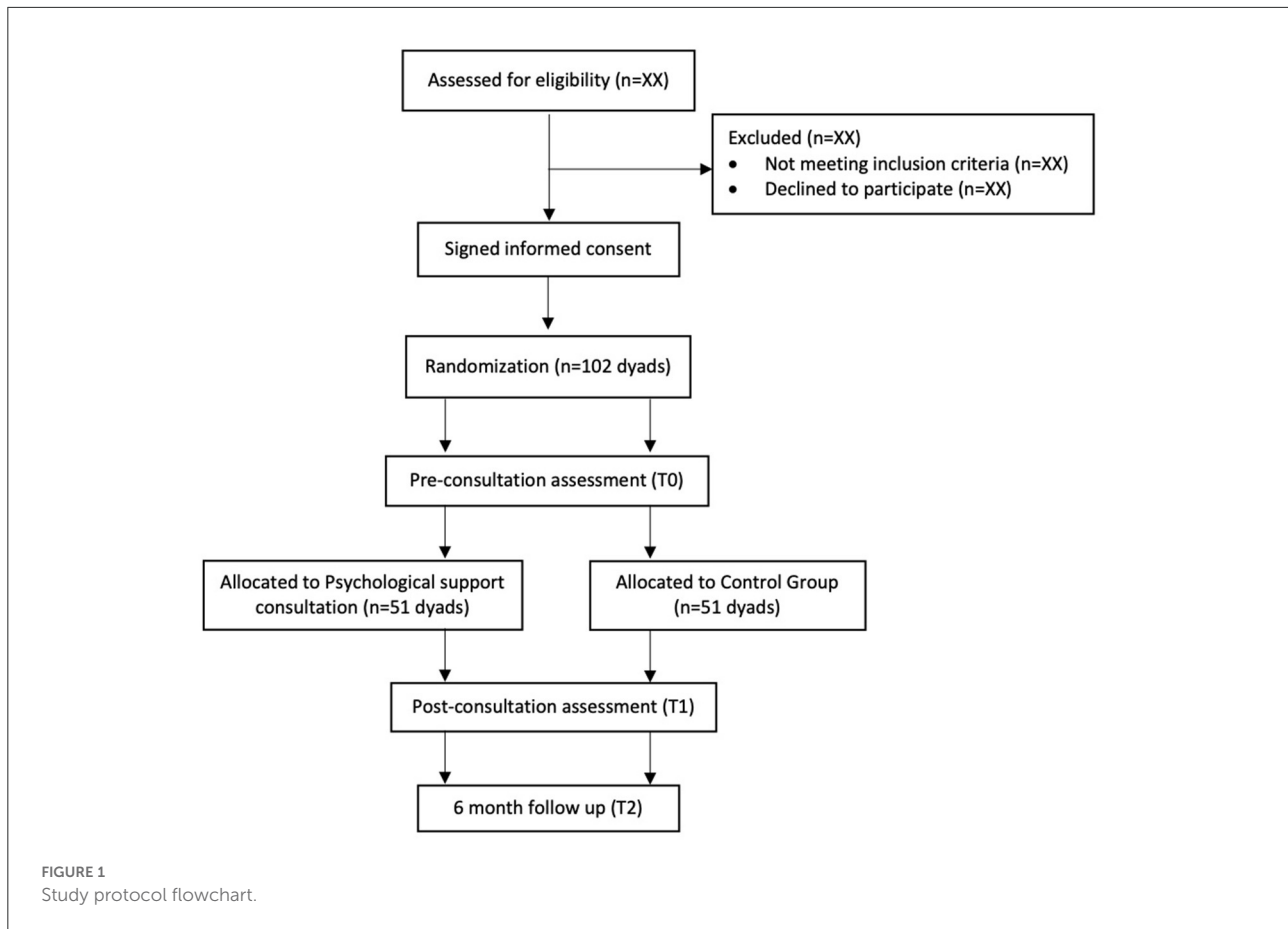 Assessed for eligibility (n=XX)
Excluded (n=XX)
• Not meeting inclusion criteria (n=XX)
• Declined to participate (n=XX)
Signed informed consent
Randomization (n=102 dyads)
Pre-consultation assessment (T0)
Allocated to Psychological support
consultation (n=51 dyads)
Allocated to Control Group
(n=51 dyads)
Post-consultation assessment (T1)
6 month follow up (T2)
FIGURE 1
Study protocol flowchart.